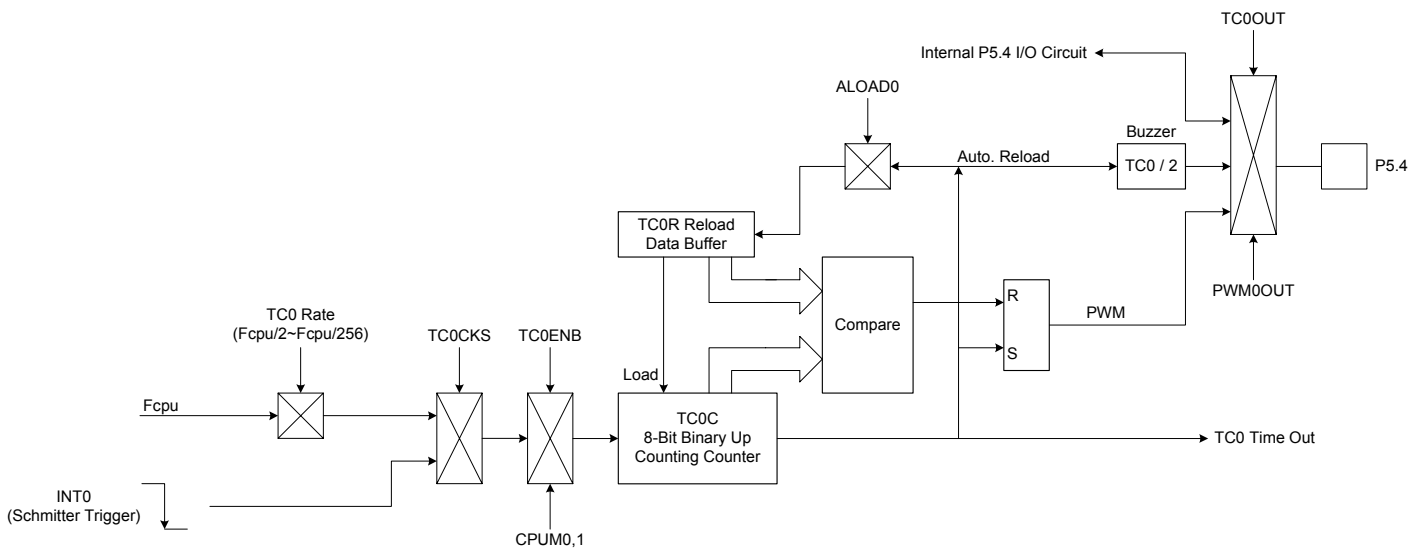 TC0OUT
Internal P5.4 I/O Circuit
ALOAD0
Buzzer
Auto. Reload
TC0 / 2
P5.4
TC0R Reload
Data Buffer
R
PWM0OUT
TC0 Rate
(Fcpu/2~Fcpu/256)
PWM
Compare
TC0CKS
TC0ENB
S
Load
Fcpu
TC0C
8-Bit Binary Up
Counting Counter
TC0 Time Out
INT0
(Schmitter Trigger)
CPUM0,1